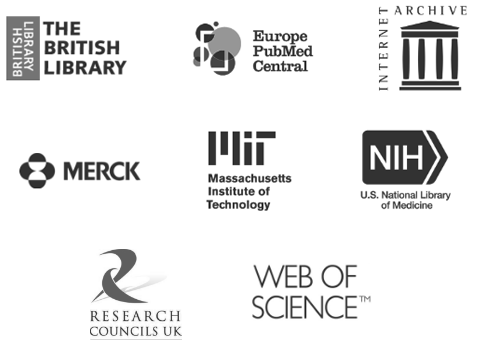 BRITISH
LIBRARY
THE
BRITISH
LIBRARY
Europe
PubMed
Central
INTERNET
ARCHIVE
MERCK
MIT
Massachusetts
Institute of
Technology
NIH
U.S. National Library
of Medicine
RESEARCH
COUNCILS UK
WEB OF
SCIENCE™